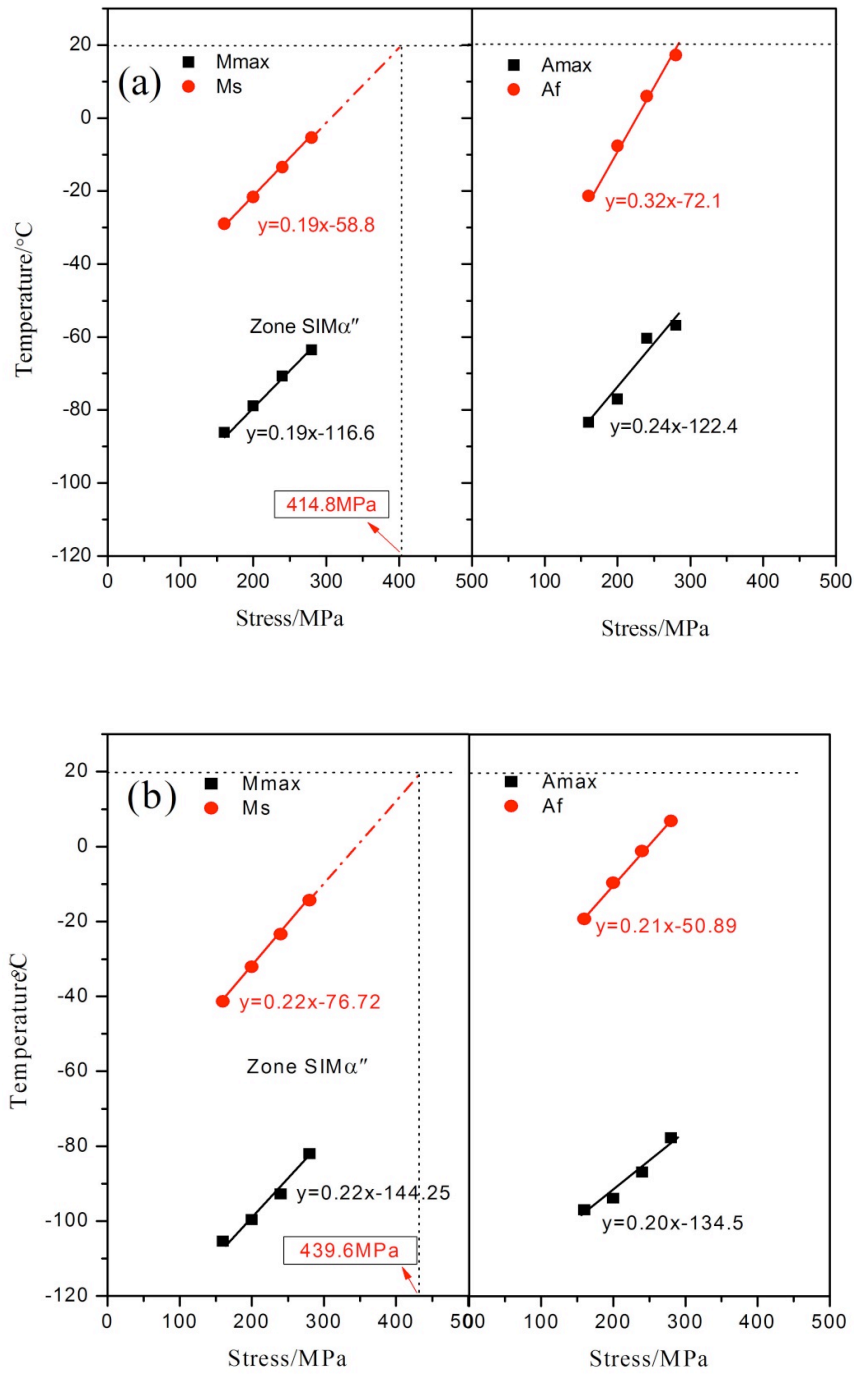 (a)
Mmax
Ms
y=0.19x-58.8
Zone SIMα″
y=0.19x-116.6
414.8MPa
Temperature/°C
20
0
-20
-40
-60
-80
-100
-120
0 100 200 300 400 500
Stress/MPa
Amax
Af
y=0.32x-72.1
y=0.24x-122.4
100 200 300 400 500
Stress/MPa
(b)
Mmax
Ms
y=0.22x-76.72
Zone SIMα″
y=0.22x-144.25
439.6MPa
20
0
-20
-40
-60
-80
-100
-120
0 100 200 300 400
Stress/MPa
Amax
Af
y=0.21x-50.89
y=0.20x-134.5
100 200 300 400 500
Stress/MPa